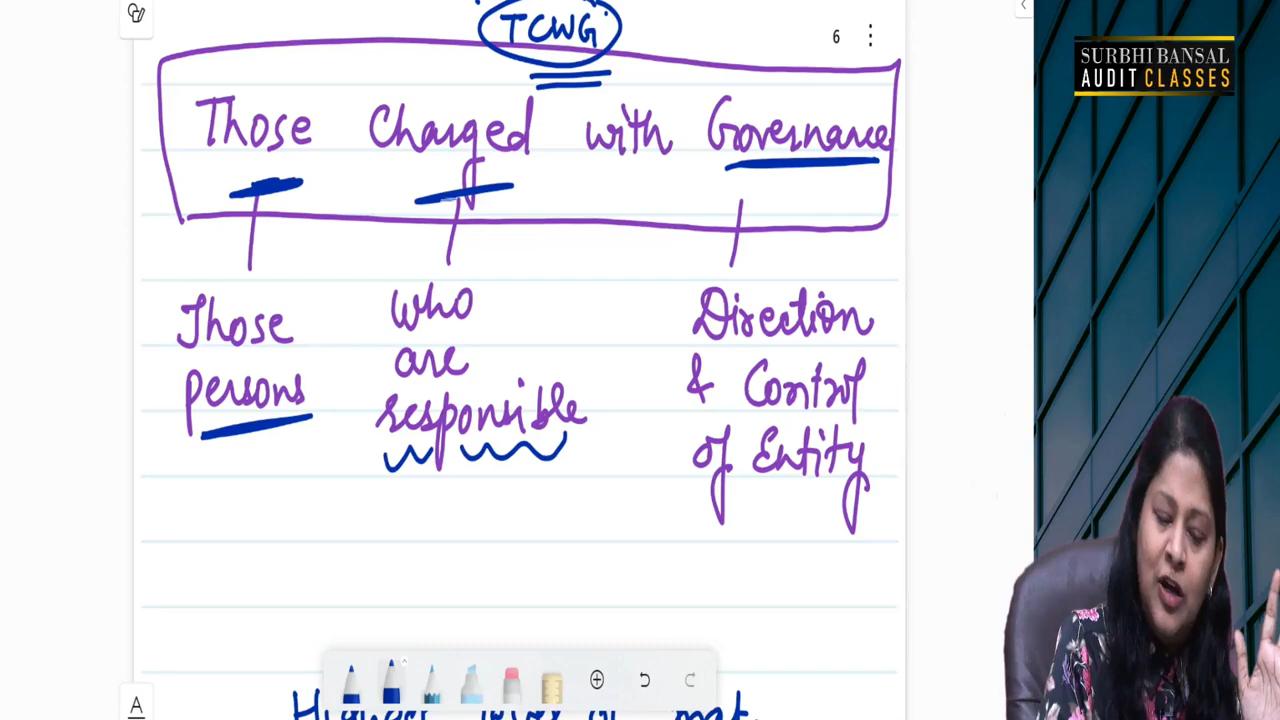 TCWG
6
SURBHI BANSAL
AUDIT CLASSES
Those Charged with Governance
Those
persons
who
are
responsible
Direction
& Control
of Entity
A